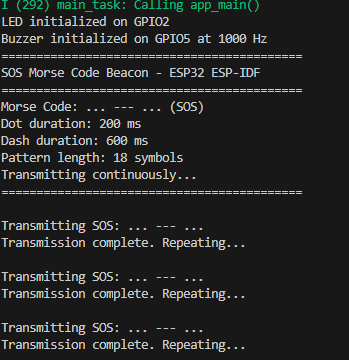 I (292) main_task: Calling app_main()
LED initialized on GPIO2
Buzzer initialized on GPIO5 at 1000 Hz
========================================
SOS Morse Code Beacon - ESP32 ESP-IDF
========================================
Morse Code: ... --- ... (SOS)
Dot duration: 200 ms
Dash duration: 600 ms
Pattern length: 18 symbols
Transmitting continuously...
========================================
Transmitting SOS: ... --- ...
Transmission complete. Repeating...
Transmitting SOS: ... --- ...
Transmission complete. Repeating...
Transmitting SOS: ... --- ...
Transmission complete. Repeating...